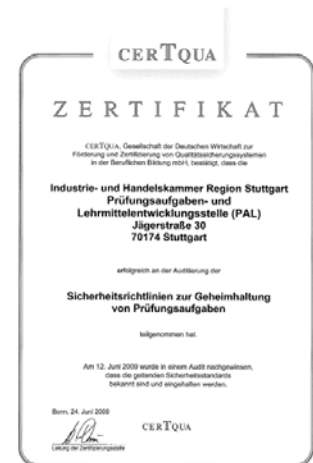 CERTQUA
ZERTIFIKAT
CERTQUA, Gesellschaft der Deutschen Wirtschaft zur
Förderung und Zertifizierung von Qualitätssicherungssystemen
in der Beruflichen Bildung mbH, bestätigt, dass die
Industrie- und Handelskammer Region Stuttgart
Prüfungsaufgaben- und
Lehrmittelentwicklungsstelle (PAL)
Jägerstraße 30
70174 Stuttgart
erfolgreich an der Auditierung der
Sicherheitsrichtlinien zur Geheimhaltung
von Prüfungsaufgaben
teilgenommen hat.
Am 12. Juni 2009 wurde in einem Audit nachgewiesen,
dass die geltenden Sicherheitsstandards
bekannt sind und eingehalten werden.
Bonn, 24. Juni 2009
CERTQUA
Leitung der Zertifizierungsstelle